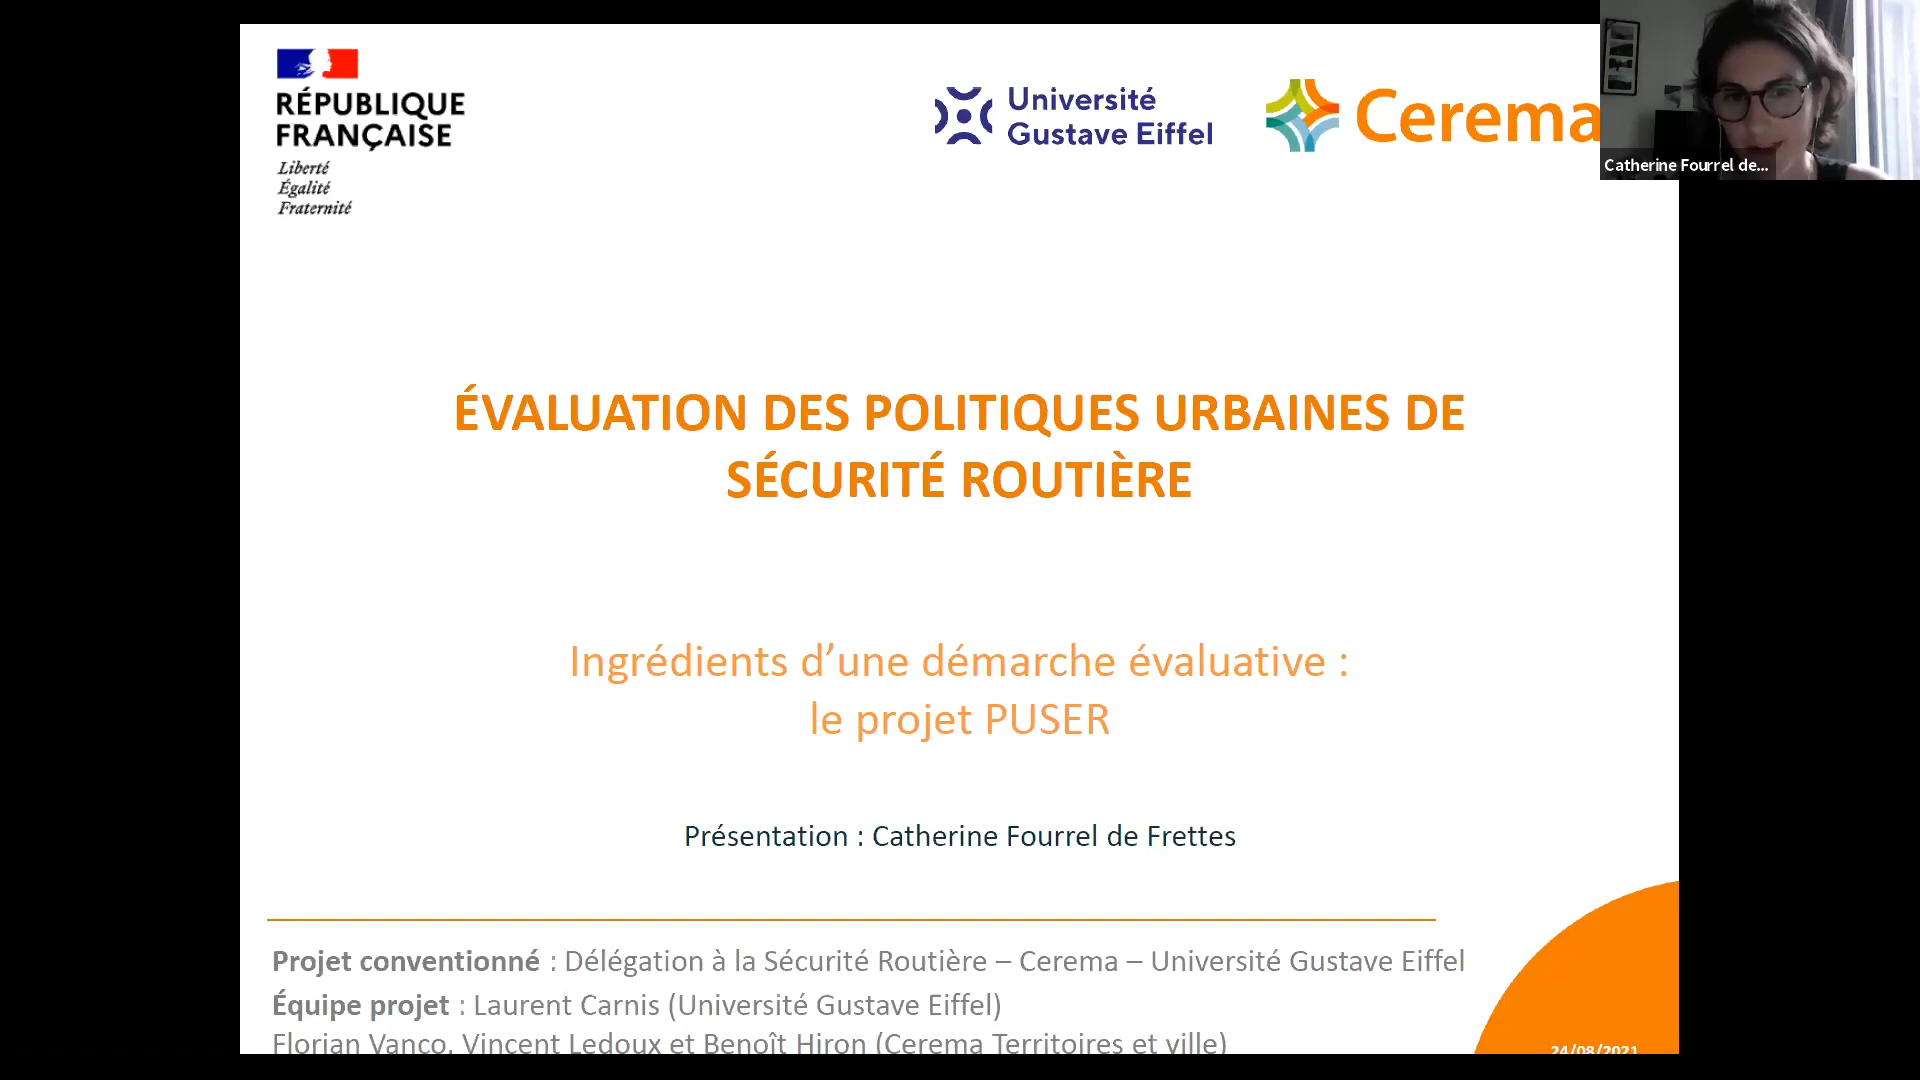 RÉPUBLIQUE
FRANÇAISE
Liberté
Égalité
Fraternité
Université
Gustave Eiffel
Cerema
Catherine Fourrel de...
ÉVALUATION DES POLITIQUES URBAINES DE
SÉCURITÉ ROUTIÈRE
Ingrédients d’une démarche évaluative :
le projet PUSER
Présentation : Catherine Fourrel de Frettes
Projet conventionné : Délégation à la Sécurité Routière – Cerema – Université Gustave Eiffel
Équipe projet : Laurent Carnis (Université Gustave Eiffel)
Florian Vanco, Vincent Ledoux et Benoît Hiron (Cerema Territoires et ville)
24/08/2021